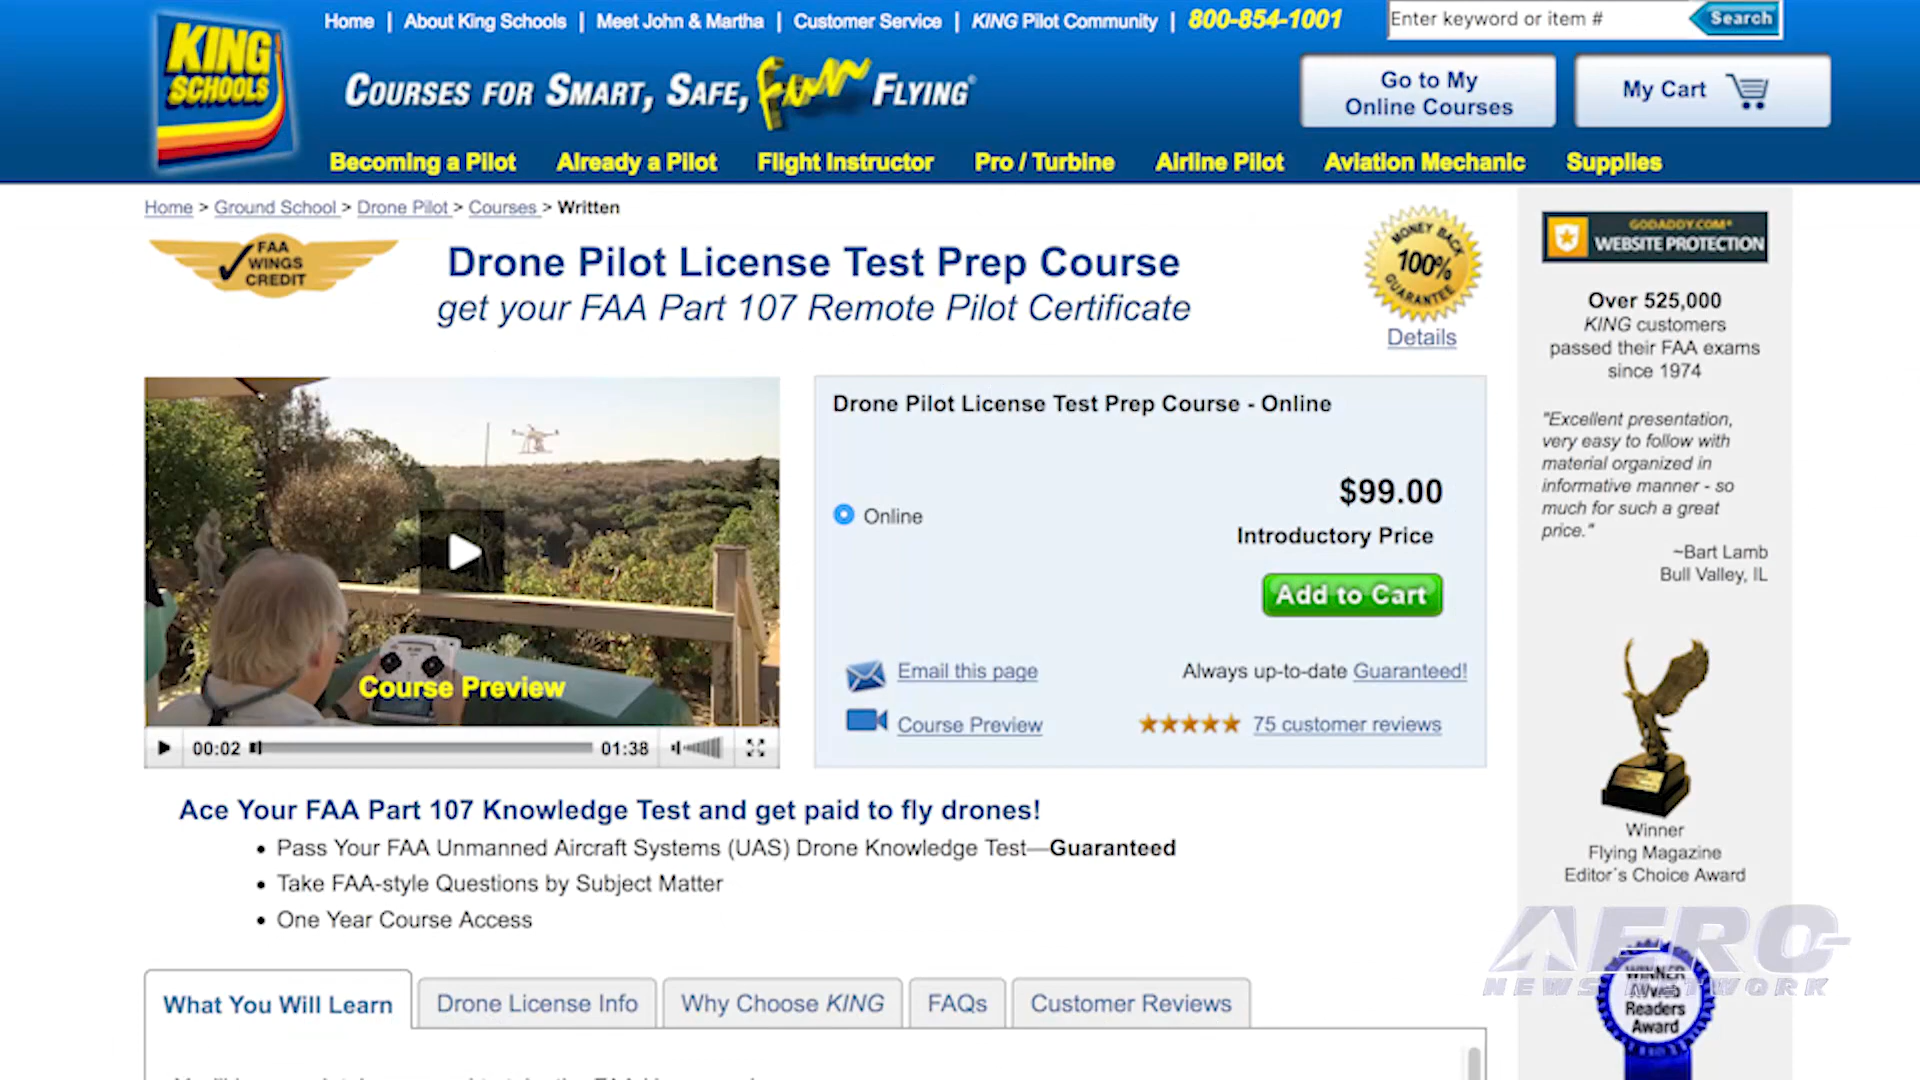 Home | About King Schools | Meet John & Martha | Customer Service | KING Pilot Community | 800-854-1001
Enter keyword or item #
Search
KING
SCHOOLS
COURSES FOR SMART, SAFE, Fun FLYING®
Go to My
Online Courses
My Cart
Becoming a Pilot
Already a Pilot
Flight Instructor
Pro / Turbine
Airline Pilot
Aviation Mechanic
Supplies
Home > Ground School > Drone Pilot > Courses > Written
FAA
WINGS
CREDIT
Drone Pilot License Test Prep Course
get your FAA Part 107 Remote Pilot Certificate
MONEY BACK
100%
GUARANTEE
Details
GODADDY.COM®
WEBSITE PROTECTION
Over 525,000
KING customers
passed their FAA exams
since 1974
"Excellent presentation,
very easy to follow with
material organized in
informative manner - so
much for such a great
price."
~Bart Lamb
Bull Valley, IL
Course Preview
00:02
01:38
Drone Pilot License Test Prep Course - Online
Online
$99.00
Introductory Price
Add to Cart
Email this page
Always up-to-date Guaranteed!
Course Preview
75 customer reviews
Winner
Flying Magazine
Editor´s Choice Award
Ace Your FAA Part 107 Knowledge Test and get paid to fly drones!
• Pass Your FAA Unmanned Aircraft Systems (UAS) Drone Knowledge Test—Guaranteed
• Take FAA-style Questions by Subject Matter
• One Year Course Access
AERO-
NEWS NETWORK
WINNER
AVweb
Readers
Award
What You Will Learn
Drone License Info
Why Choose KING
FAQs
Customer Reviews